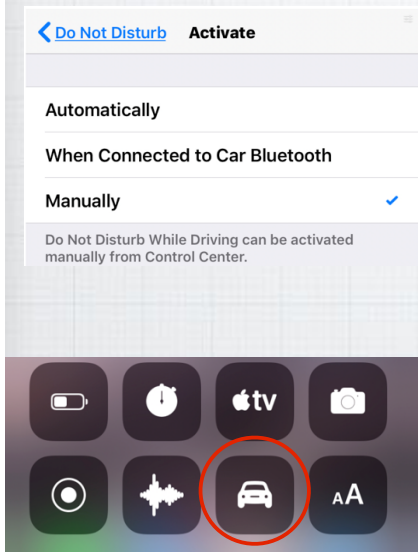 Do Not Disturb Activate
Automatically
When Connected to Car Bluetooth
Manually
Do Not Disturb While Driving can be activated
manually from Control Center.
tv
AA